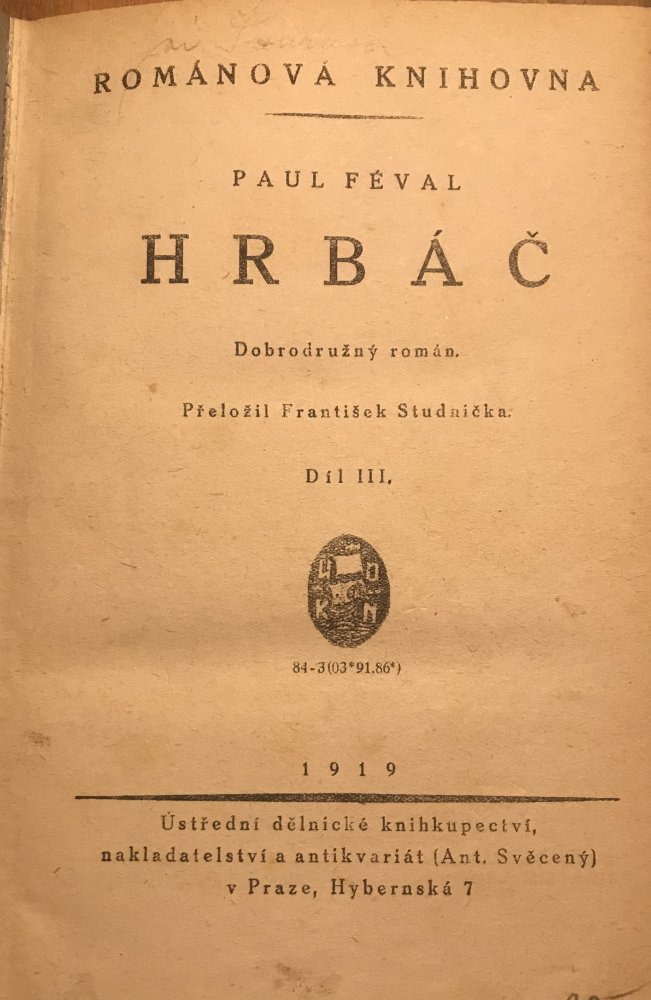 ROMÁNOVÁ KNIHOVNA
PAUL FÉVAL
HRBÁČ
Dobrodružný román.
Přeložil František Studnička.
Díl III.
U D
K N
84-3(03*91.86*)
1919
Ústřední dělnické knihkupectví,
nakladatelství a antikvariát (Ant. Svěcený)
v Praze, Hybernská 7